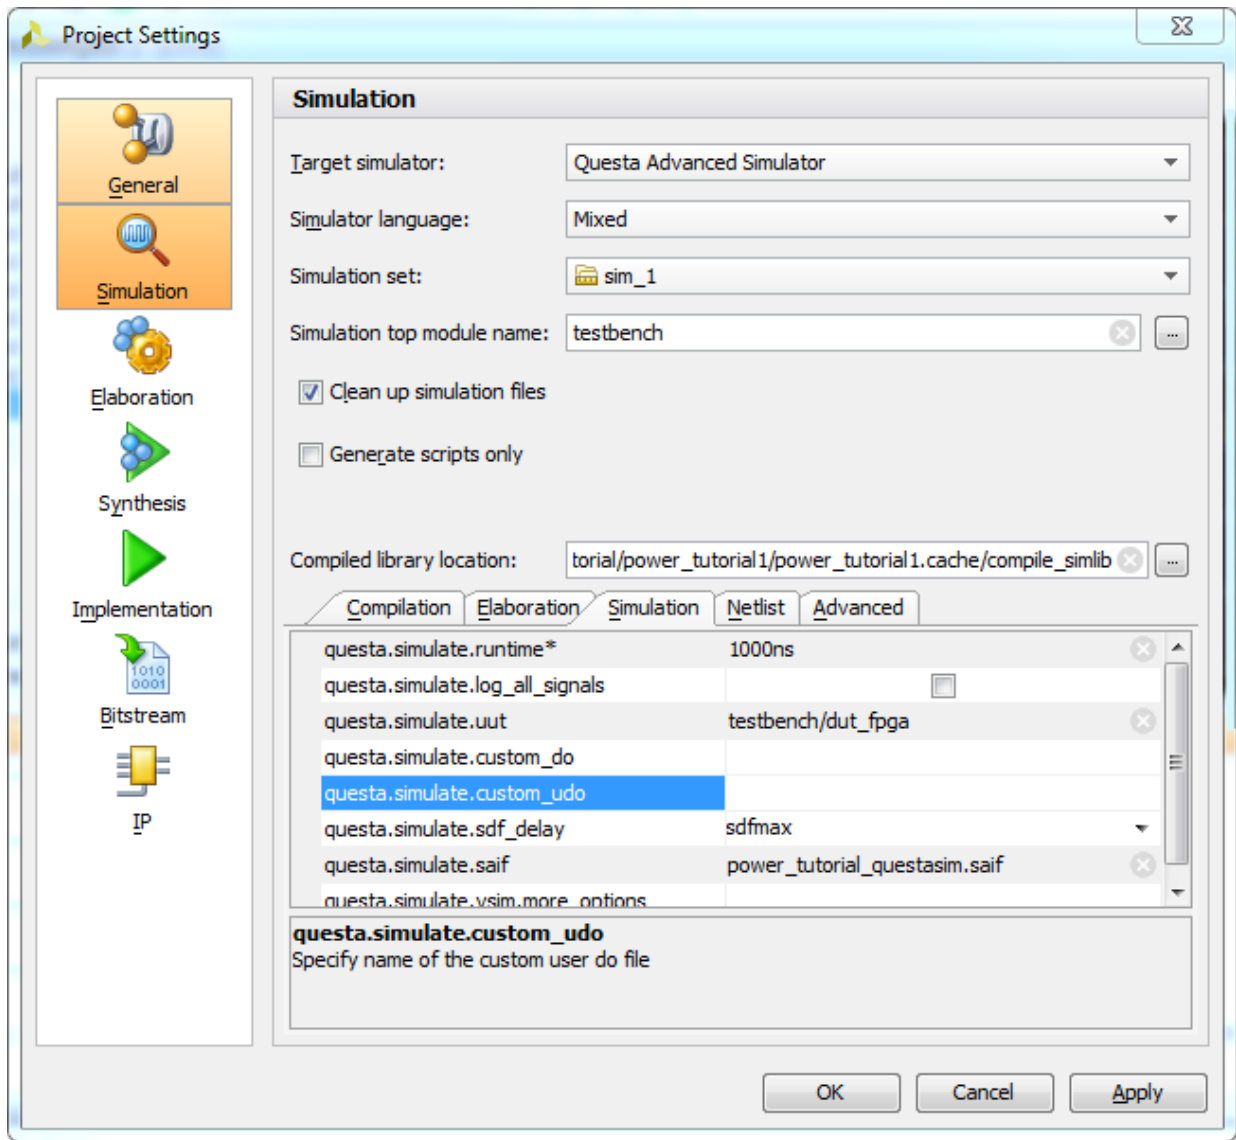 Project Settings
General
Simulation
Elaboration
Synthesis
Implementation
1010
0001
Bitstream
IP
Simulation
Target simulator: Questa Advanced Simulator
Simulator language: Mixed
Simulation set: sim_1
Simulation top module name: testbench ...
Clean up simulation files
Generate scripts only
Compiled library location: torial/power_tutorial1/power_tutorial1.cache/compile_simlib ...
Compilation Elaboration Simulation Netlist Advanced
questa.simulate.runtime* 1000ns
questa.simulate.log_all_signals
questa.simulate.uut testbench/dut_fpga
questa.simulate.custom_do
questa.simulate.custom_udo
questa.simulate.sdf_delay sdfmax
questa.simulate.saif power_tutorial_questasim.saif
questa.simulate.vsim.more_options
questa.simulate.custom_udo
Specify name of the custom user do file
OK Cancel Apply